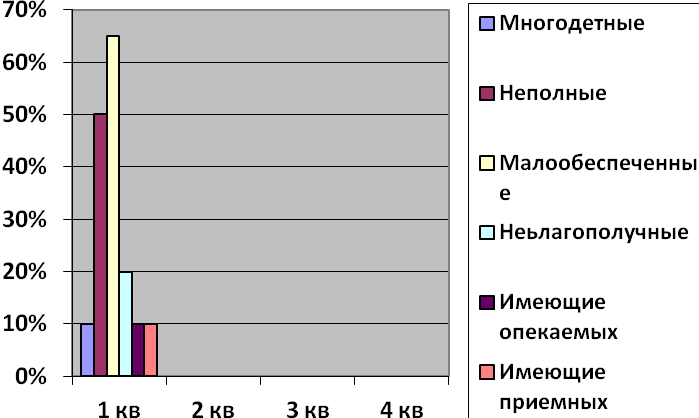 70%
60%
50%
40%
30%
20%
10%
0%
1 кв 2 кв 3 кв 4 кв
Многодетные
Неполные
Малообеспеченны
е
Неьлагополучные
Имеющие
опекаемых
Имеющие
приемных